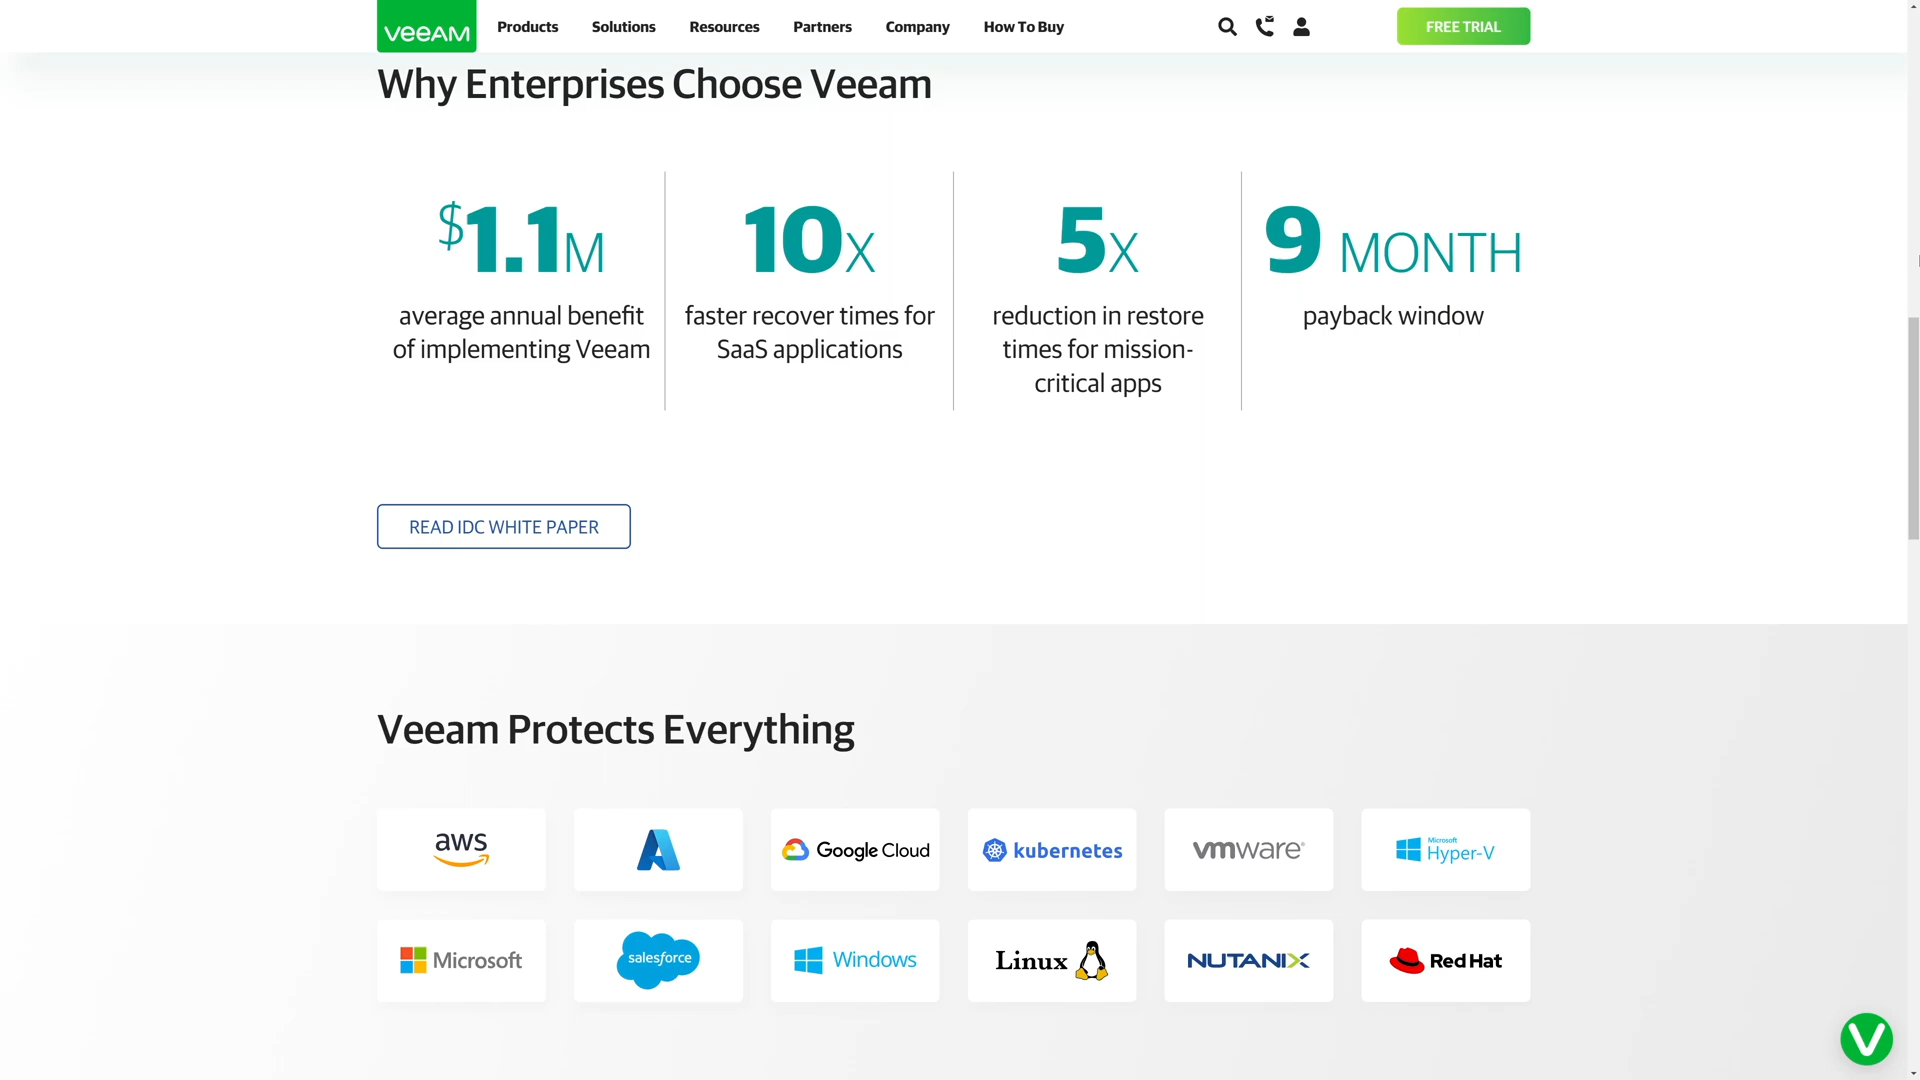 veeAM
Products
Solutions
Resources
Partners
Company
How To Buy
FREE TRIAL
Why Enterprises Choose Veeam
$1.1M
average annual benefit
of implementing Veeam
10X
faster recover times for
SaaS applications
5X
reduction in restore
times for mission-
critical apps
9 MONTH
payback window
READ IDC WHITE PAPER
Veeam Protects Everything
aws
Google Cloud
kubernetes
vmware®
Microsoft
Hyper-V
Microsoft
salesforce
Windows
Linux
NUTANIX
Red Hat
V